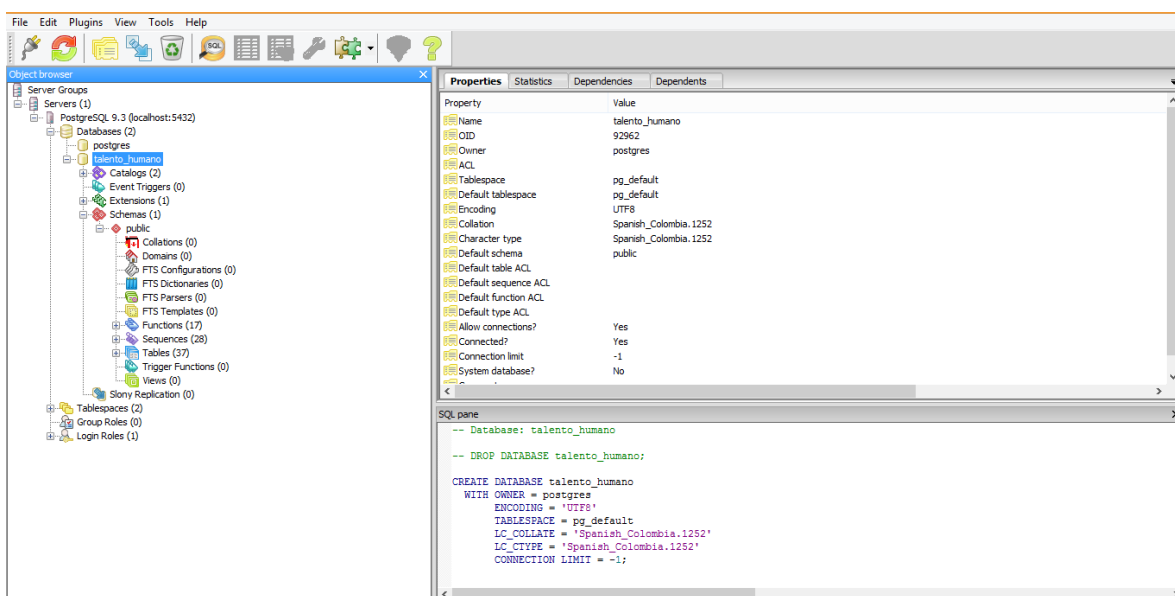 File Edit Plugins View Tools Help
SQL
Object browser
Server Groups
Servers (1)
PostgreSQL 9.3 (localhost:5432)
Databases (2)
postgres
talento_humano
Catalogs (2)
Event Triggers (0)
Extensions (1)
Schemas (1)
public
Collations (0)
Domains (0)
FTS Configurations (0)
FTS Dictionaries (0)
FTS Parsers (0)
FTS Templates (0)
Functions (17)
Sequences (28)
Tables (37)
Trigger Functions (0)
Views (0)
Slony Replication (0)
Tablespaces (2)
Group Roles (0)
Login Roles (1)
Properties Statistics Dependencies Dependents
Property Value
Name talento_humano
OID 92962
Owner postgres
ACL
Tablespace pg_default
Default tablespace pg_default
Encoding UTF8
Collation Spanish_Colombia.1252
Character type Spanish_Colombia.1252
Default schema public
Default table ACL
Default sequence ACL
Default function ACL
Default type ACL
Allow connections? Yes
Connected? Yes
Connection limit -1
System database? No
SQL pane
-- Database: talento_humano
-- DROP DATABASE talento_humano;
CREATE DATABASE talento_humano
WITH OWNER = postgres
ENCODING = 'UTF8'
TABLESPACE = pg_default
LC_COLLATE = 'Spanish_Colombia.1252'
LC_CTYPE = 'Spanish_Colombia.1252'
CONNECTION LIMIT = -1;